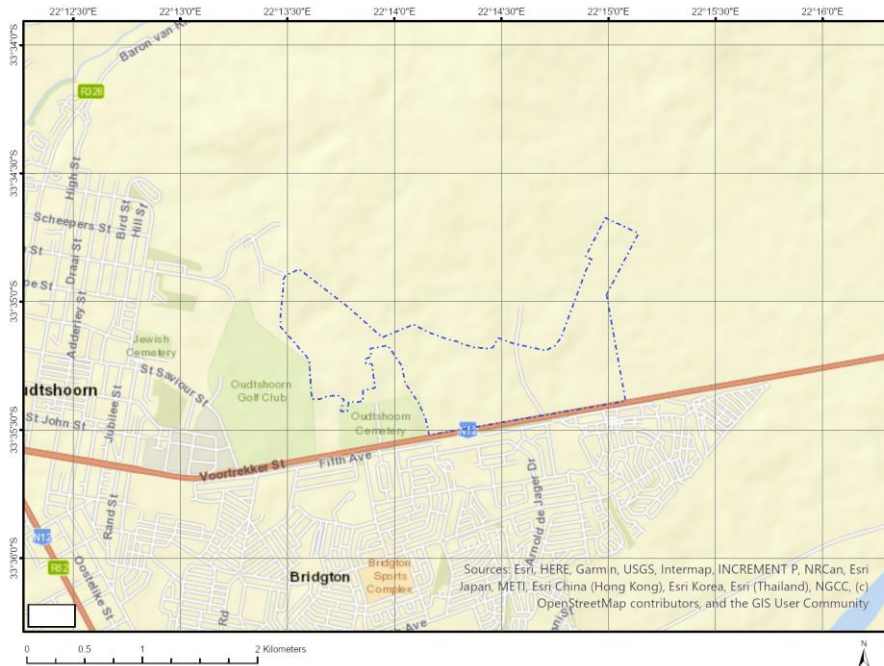 22°12'30"E 22°13'0"E 22°13'30"E 22°14'0"E 22°14'30"E 22°15'0"E 22°15'30"E 22°16'0"E
33°34'0"S
33°34'30"S
33°35'0"S
33°35'30"S
33°36'0"S
Baron van
R328
High St
Scheepers St
Bird St
Hill St
St
Draai St
Adderley St
Jewish
Cemetery
St Saviour St
Oudtshoorn
Golf Club
udtshoorn
Jubilee St
St John St
Oudtshoorn
Cemetery
N12
Voortrekker St
Fifth Ave
Arnold de Jager Dr
Rand St
N12
R62
Oostelike St
Rd
Bridgton
Bridgton
Sports
Complex
Ave
Sources: Esri, HERE, Garmin, USGS, Intermap, INCREMENT P, NRCan, Esri
Japan, METI, Esri China (Hong Kong), Esri Korea, Esri (Thailand), NGCC, (c)
OpenStreetMap contributors, and the GIS User Community
0 0.5 1 2 Kilometers
N